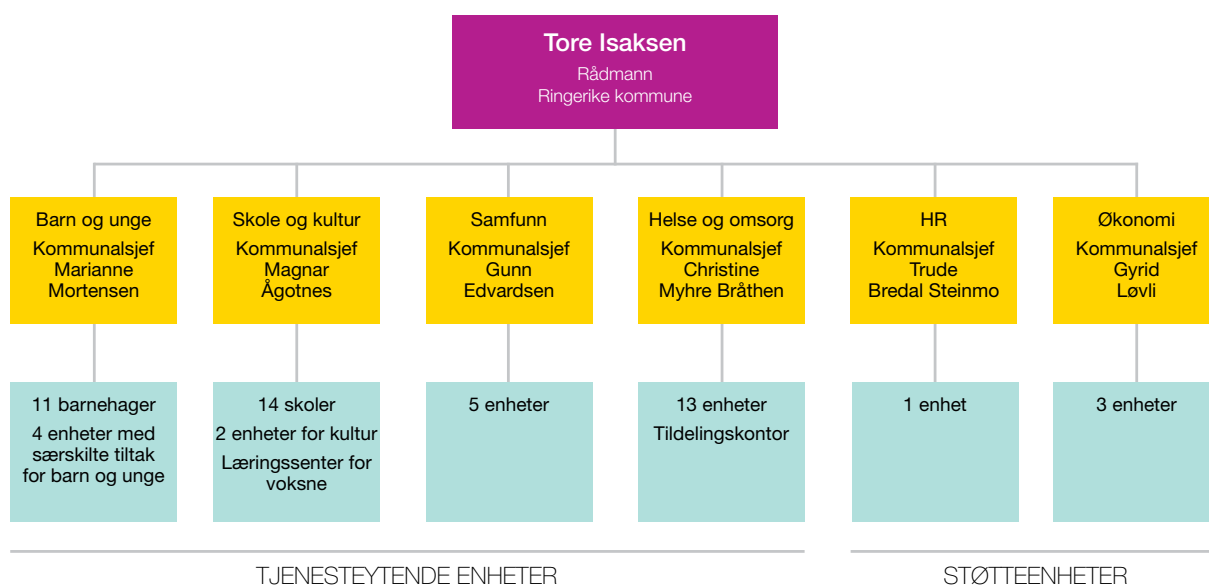 Tore Isaksen
Rådmann
Ringerike kommune
Barn og unge
Kommunalsjef
Marianne
Mortensen
Skole og kultur
Kommunalsjef
Magnar
Ågotnes
Samfunn
Kommunalsjef
Gunn
Edvardsen
Helse og omsorg
Kommunalsjef
Christine
Myhre Bråthen
HR
Kommunalsjef
Trude
Bredal Steinmo
Økonomi
Kommunalsjef
Gyrid
Løvli
11 barnehager
4 enheter med
særskilte tiltak
for barn og unge
14 skoler
2 enheter for kultur
Læringssenter for
voksne
5 enheter
13 enheter
Tildelingskontor
1 enhet
3 enheter
TJENESTEYTENDE ENHETER
STØTTEENHETER